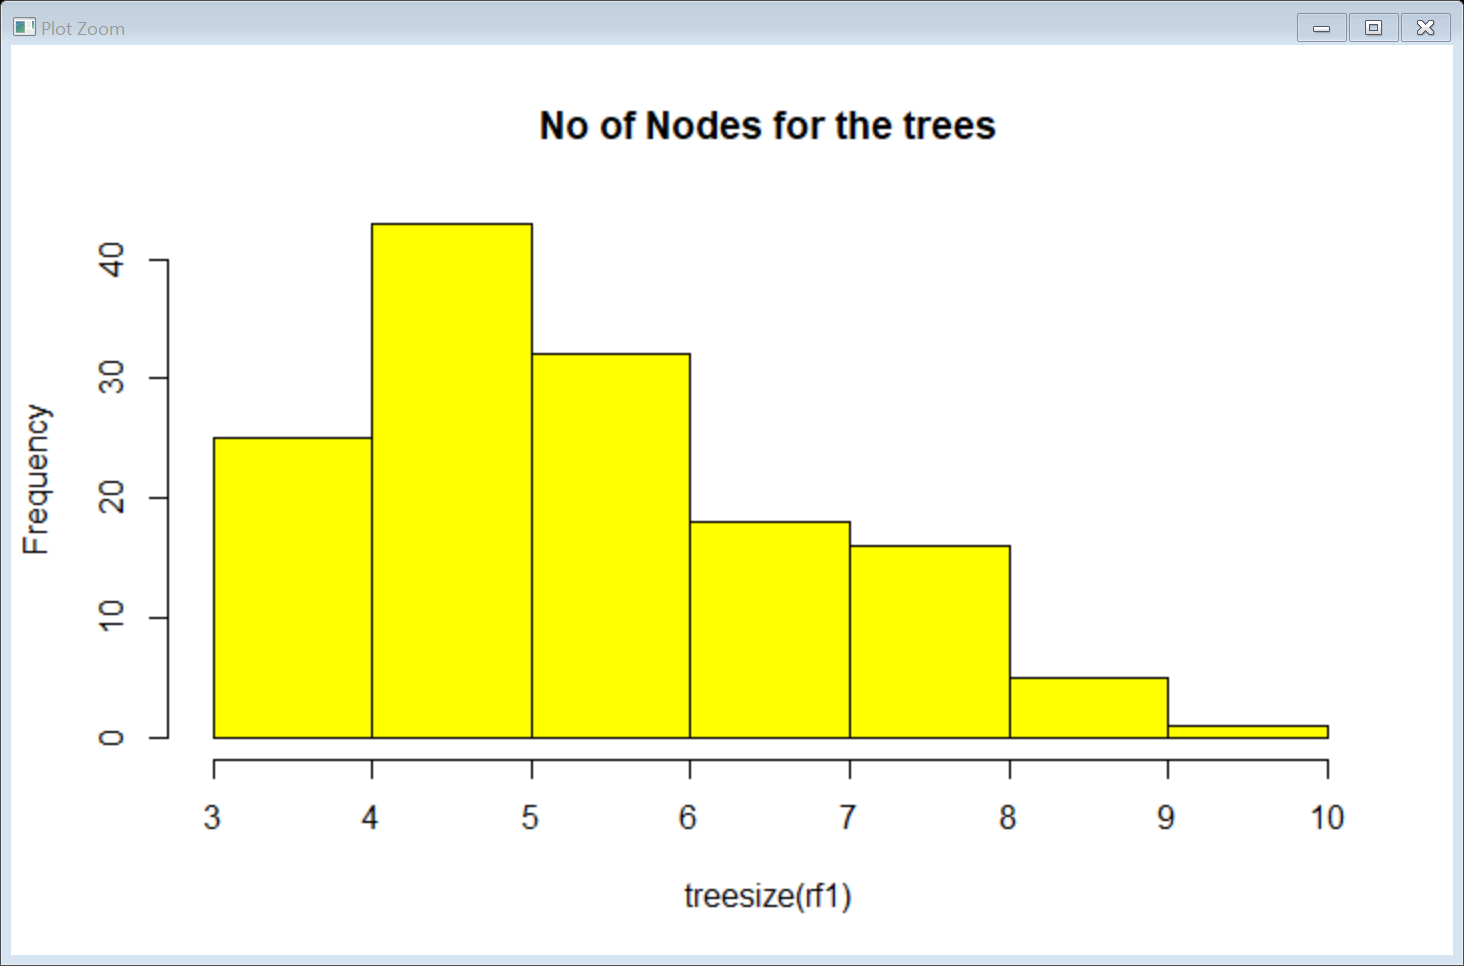 Plot Zoom
No of Nodes for the trees
40
30
20
10
0
Frequency
3 4 5 6 7 8 9 10
treesize(rf1)